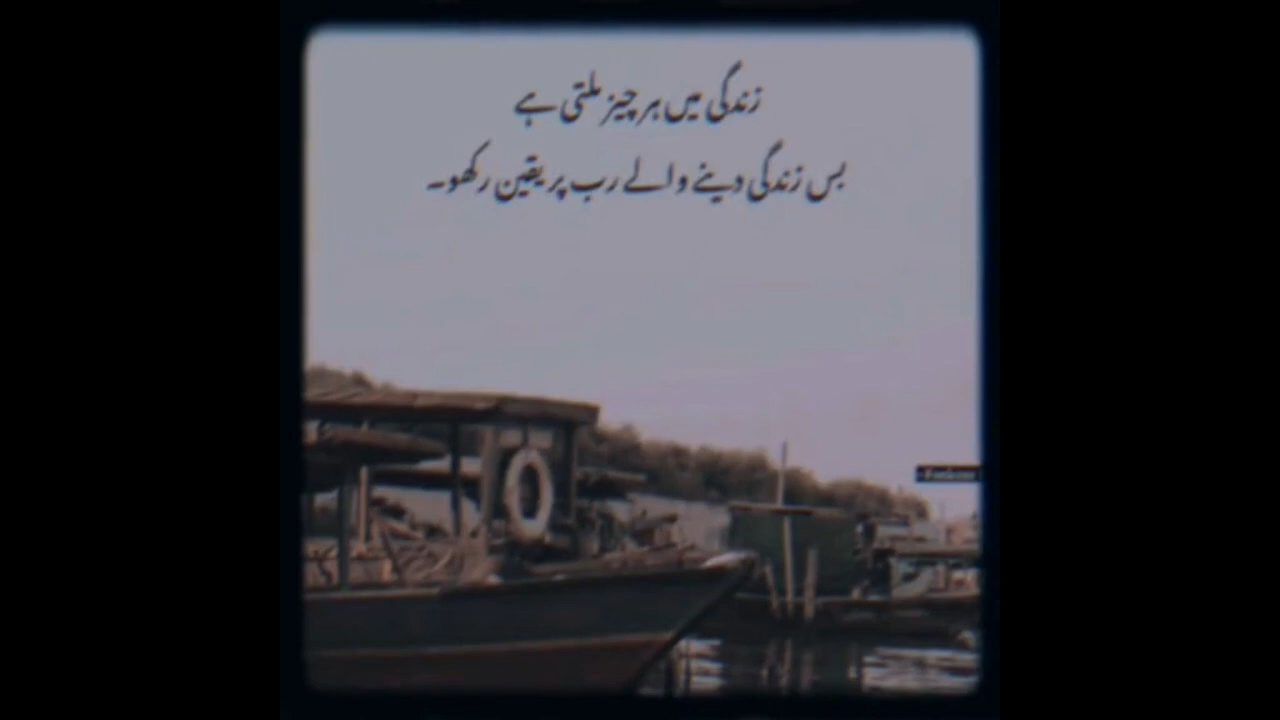 زندگی میں ہر چیز ملتی ہے
بس زندگی دینے والے رب پر یقین رکھو۔